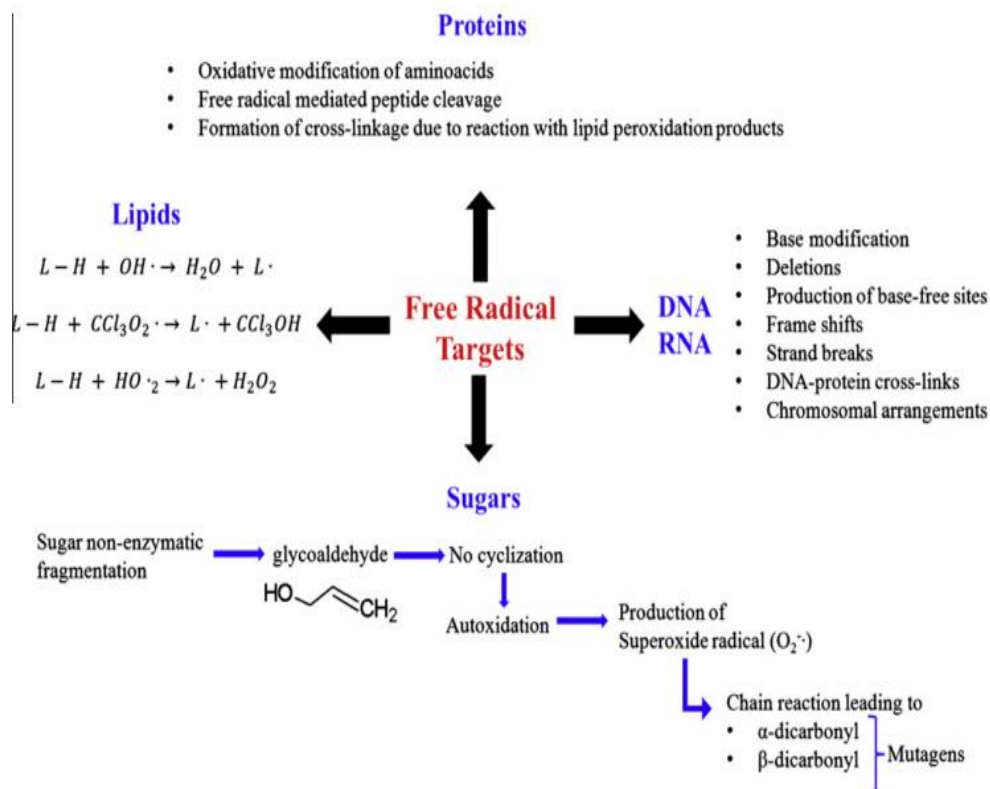 Proteins
• Oxidative modification of aminoacids
• Free radical mediated peptide cleavage
• Formation of cross-linkage due to reaction with lipid peroxidation products
Lipids
L − H + OH · → H₂O + L ·
L − H + CCl₃O₂ · → L · + CCl₃OH
L − H + HO ·₂ → L · + H₂O₂
Free Radical
Targets
DNA
RNA
• Base modification
• Deletions
• Production of base-free sites
• Frame shifts
• Strand breaks
• DNA-protein cross-links
• Chromosomal arrangements
Sugars
Sugar non-enzymatic
fragmentation
glycoaldehyde
HO
CH₂
No cyclization
Autoxidation
Production of
Superoxide radical (O₂⁻·)
Chain reaction leading to
• α-dicarbonyl
• β-dicarbonyl
Mutagens